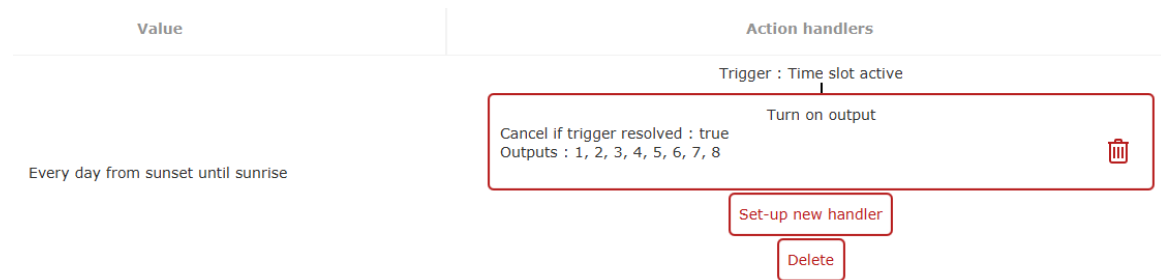 Value
Action handlers
Trigger : Time slot active
Turn on output
Cancel if trigger resolved : true
Outputs : 1, 2, 3, 4, 5, 6, 7, 8
Every day from sunset until sunrise
Set-up new handler
Delete